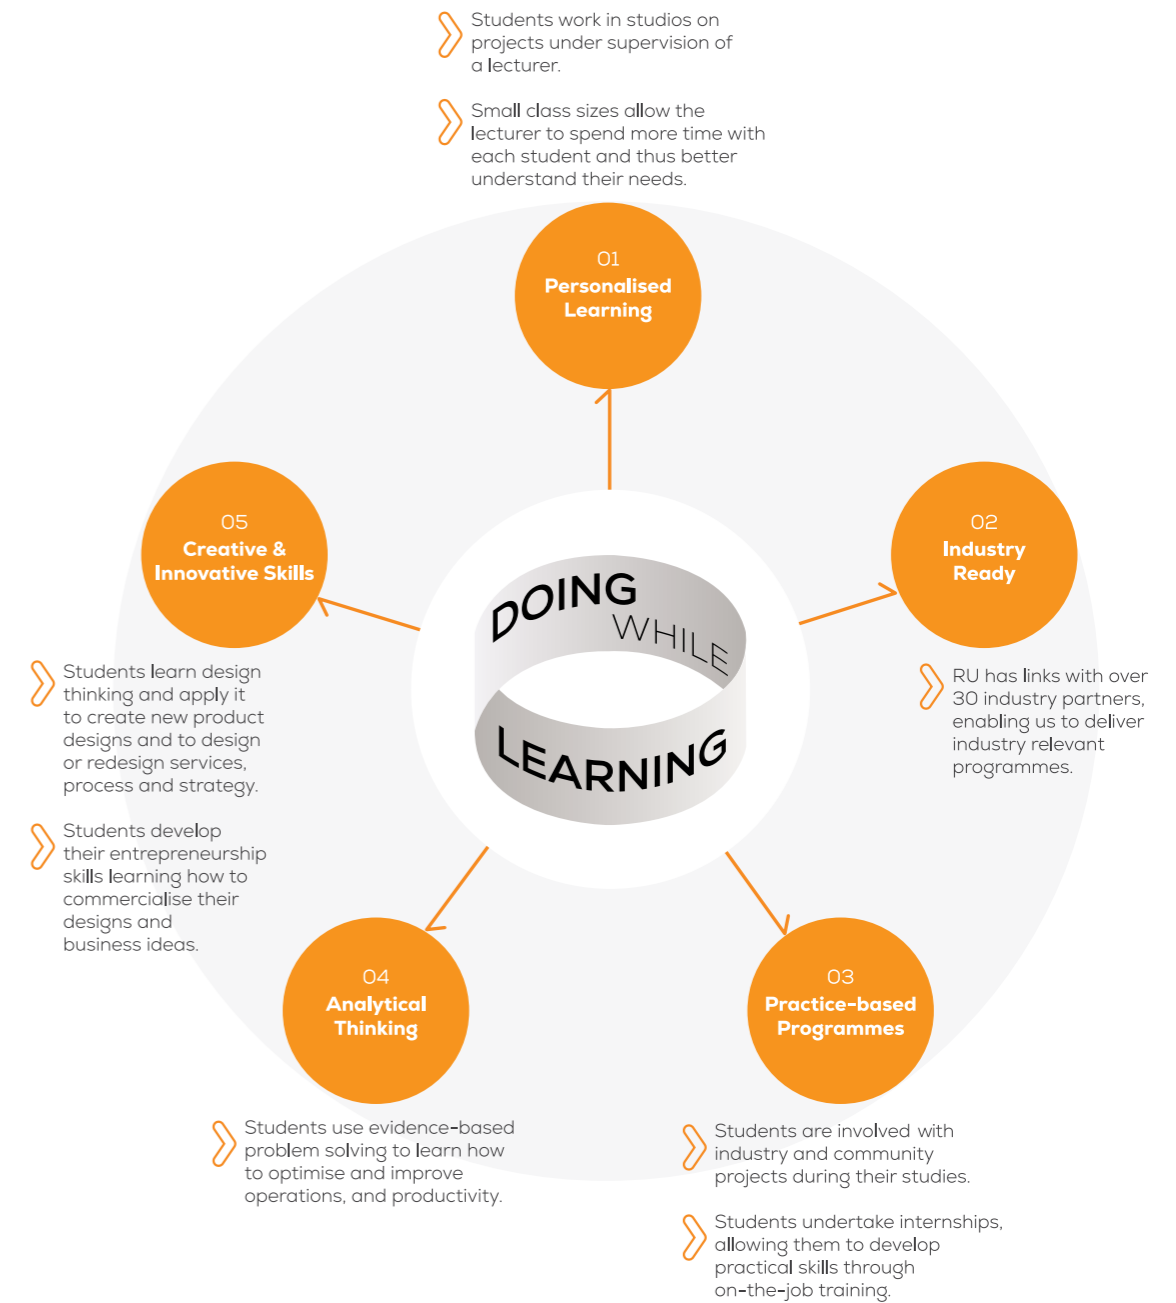 Students work in studios on
projects under supervision of
a lecturer.
Small class sizes allow the
lecturer to spend more time with
each student and thus better
understand their needs.
01
Personalised
Learning
02
Industry
Ready
RU has links with over
30 industry partners,
enabling us to deliver
industry relevant
programmes.
03
Practice-based
Programmes
Students are involved with
industry and community
projects during their studies.
Students undertake internships,
allowing them to develop
practical skills through
on-the-job training.
04
Analytical
Thinking
Students use evidence-based
problem solving to learn how
to optimise and improve
operations, and productivity.
05
Creative &
Innovative Skills
Students learn design
thinking and apply it
to create new product
designs and to design
or redesign services,
process and strategy.
Students develop
their entrepreneurship
skills learning how to
commercialise their
designs and
business ideas.
DOING
WHILE
LEARNING